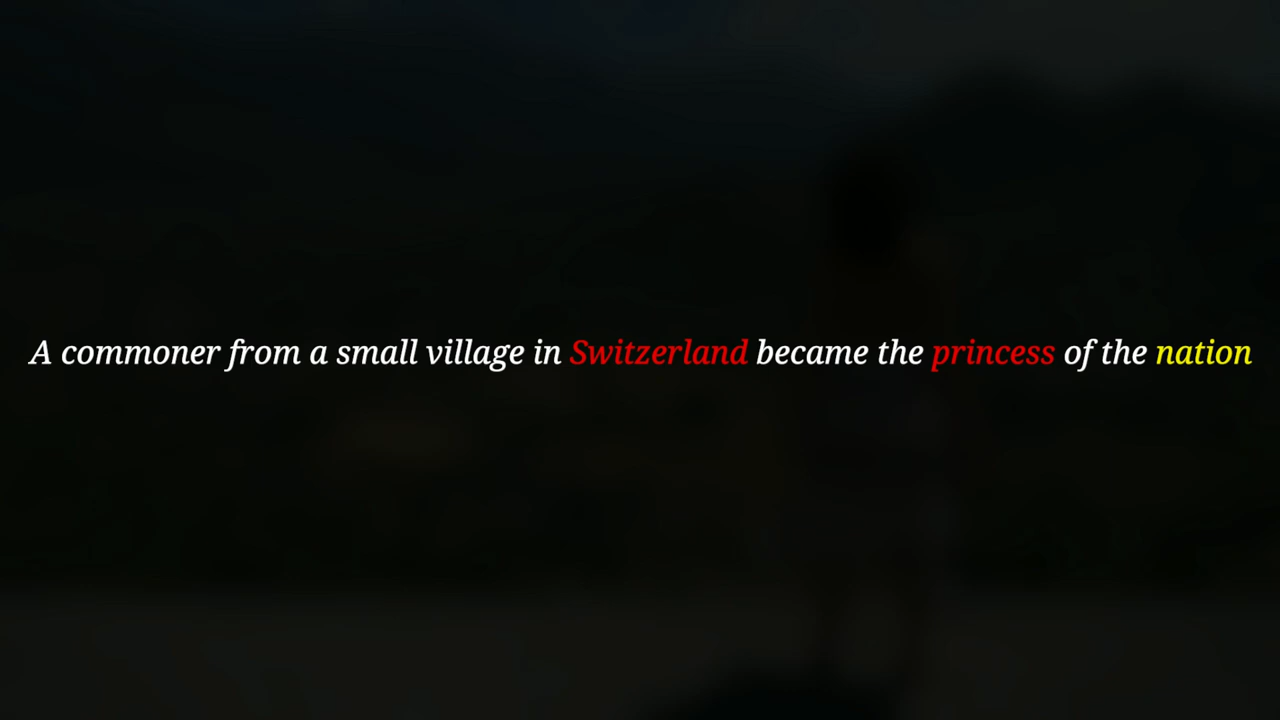 A commoner from a small village in Switzerland became the princess of the nation